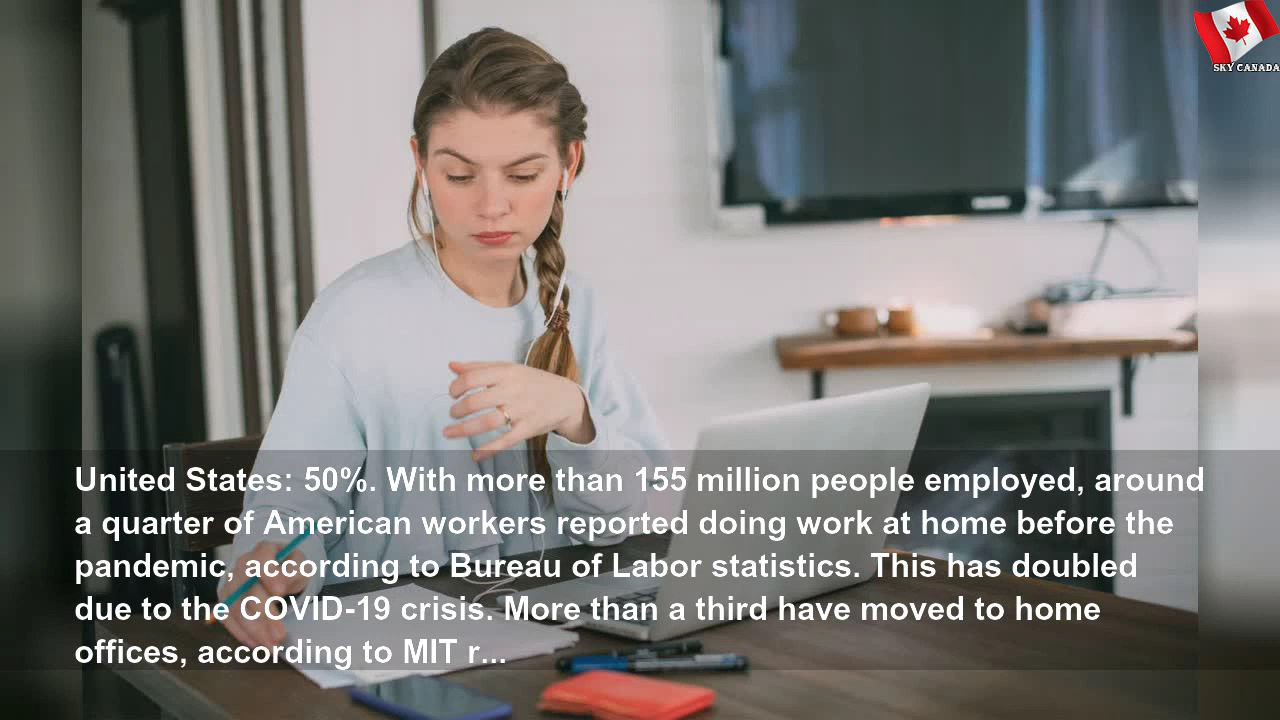 SKY CANADA
United States: 50%. With more than 155 million people employed, around
a quarter of American workers reported doing work at home before the
pandemic, according to Bureau of Labor statistics. This has doubled
due to the COVID-19 crisis. More than a third have moved to home
offices, according to MIT r...